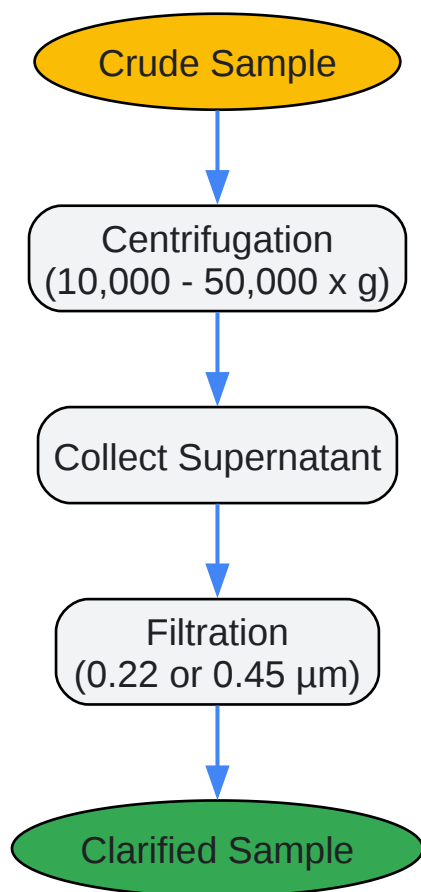 Crude Sample
Centrifugation
(10,000 - 50,000 x g)
Collect Supernatant
Filtration
(0.22 or 0.45 µm)
Clarified Sample